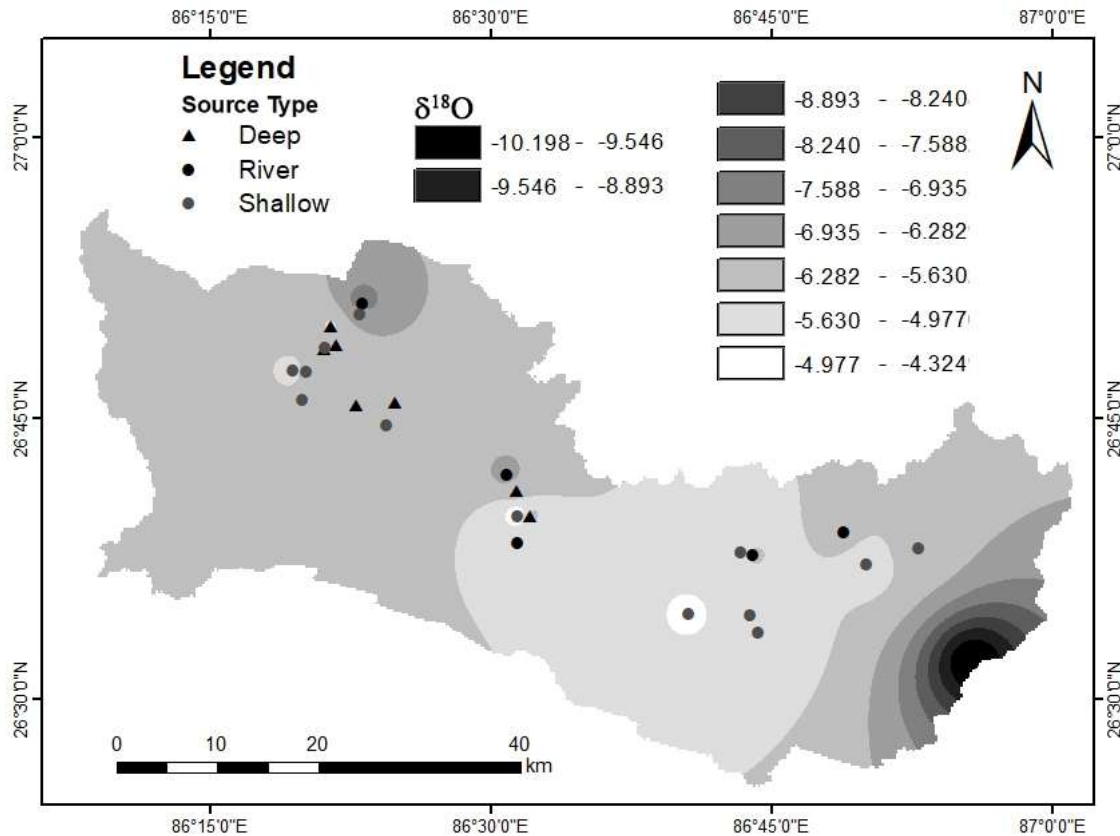 86°15'0"E 86°30'0"E 86°45'0"E 87°0'0"E
Legend
Source Type
Deep
River
Shallow
δ18O
-10.198 - -9.546
-9.546 - -8.893
-8.893 - -8.240
-8.240 - -7.588
-7.588 - -6.935
-6.935 - -6.282
-6.282 - -5.630
-5.630 - -4.977
-4.977 - -4.324
N
27°0'0"N
26°45'0"N
26°30'0"N
27°0'0"N
26°45'0"N
26°30'0"N
0 10 20 40
km
86°15'0"E 86°30'0"E 86°45'0"E 87°0'0"E